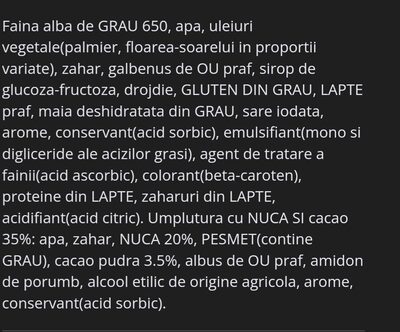 Faina alba de GRAU 650, apa, uleiuri
vegetale(palmier, floarea-soarelui in proportii
variate), zahar, galbenus de OU praf, sirop de
glucoza-fructoza, drojdie, GLUTEN DIN GRAU, LAPTE
praf, maia deshidratata din GRAU, sare iodata,
arome, conservant(acid sorbic), emulsifiant(mono si
digliceride ale acizilor grasi), agent de tratare a
fainii(acid ascorbic), colorant(beta-caroten),
proteine din LAPTE, zaharuri din LAPTE,
acidifiant(acid citric). Umplutura cu NUCA SI cacao
35%: apa, zahar, NUCA 20%, PESMET(contine
GRAU), cacao pudra 3.5%, albus de OU praf, amidon
de porumb, alcool etilic de origine agricola, arome,
conservant(acid sorbic).